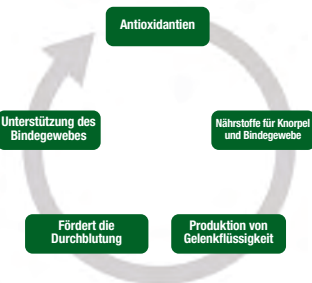 Antioxidantien
Nährstoffe für Knorpel
und Bindegewebe
Produktion von
Gelenkflüssigkeit
Fördert die
Durchblutung
Unterstützung des
Bindegewebes